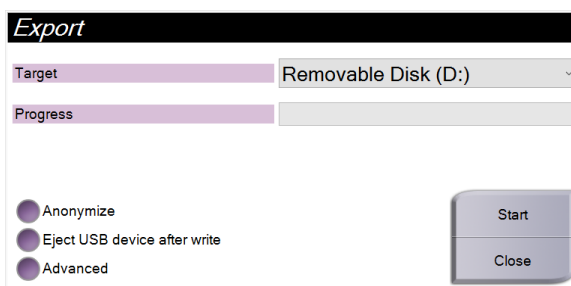 Export
Target Removable Disk (D:)
Progress
Anonymize
Eject USB device after write
Advanced
Start
Close